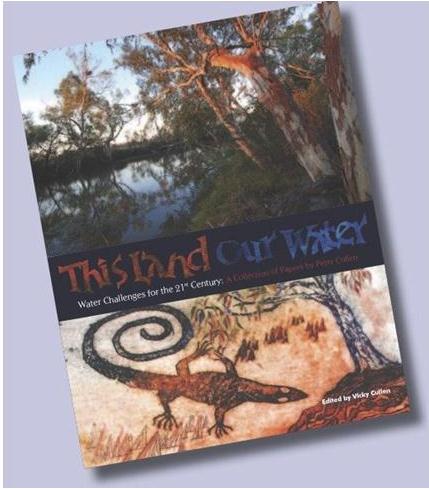 This Land Our Water
Water Challenges for the 21st Century: A Collection of Papers by Peter Cullen
Edited by Vicky Cullen